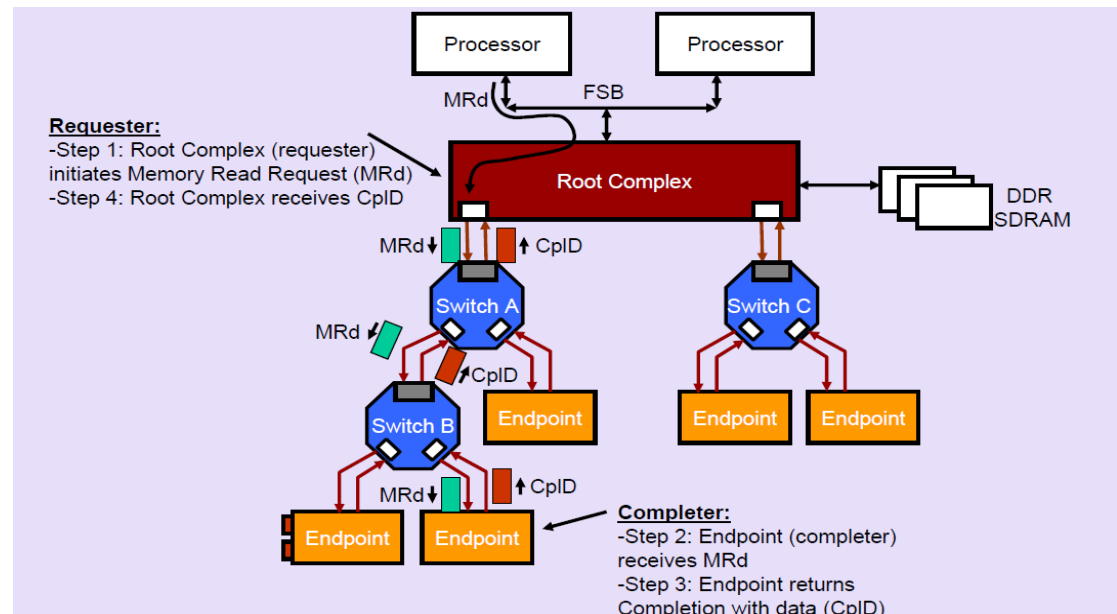 Processor
Processor
FSB
MRd
Requester:
-Step 1: Root Complex (requester)
initiates Memory Read Request (MRd)
-Step 4: Root Complex receives CplD
Root Complex
DDR
SDRAM
MRd
CplD
Switch A
Switch C
MRd
CplD
Endpoint
Endpoint
Endpoint
Switch B
MRd
CplD
Endpoint
Endpoint
Completer:
-Step 2: Endpoint (completer)
receives MRd
-Step 3: Endpoint returns
Completion with data (CplD)